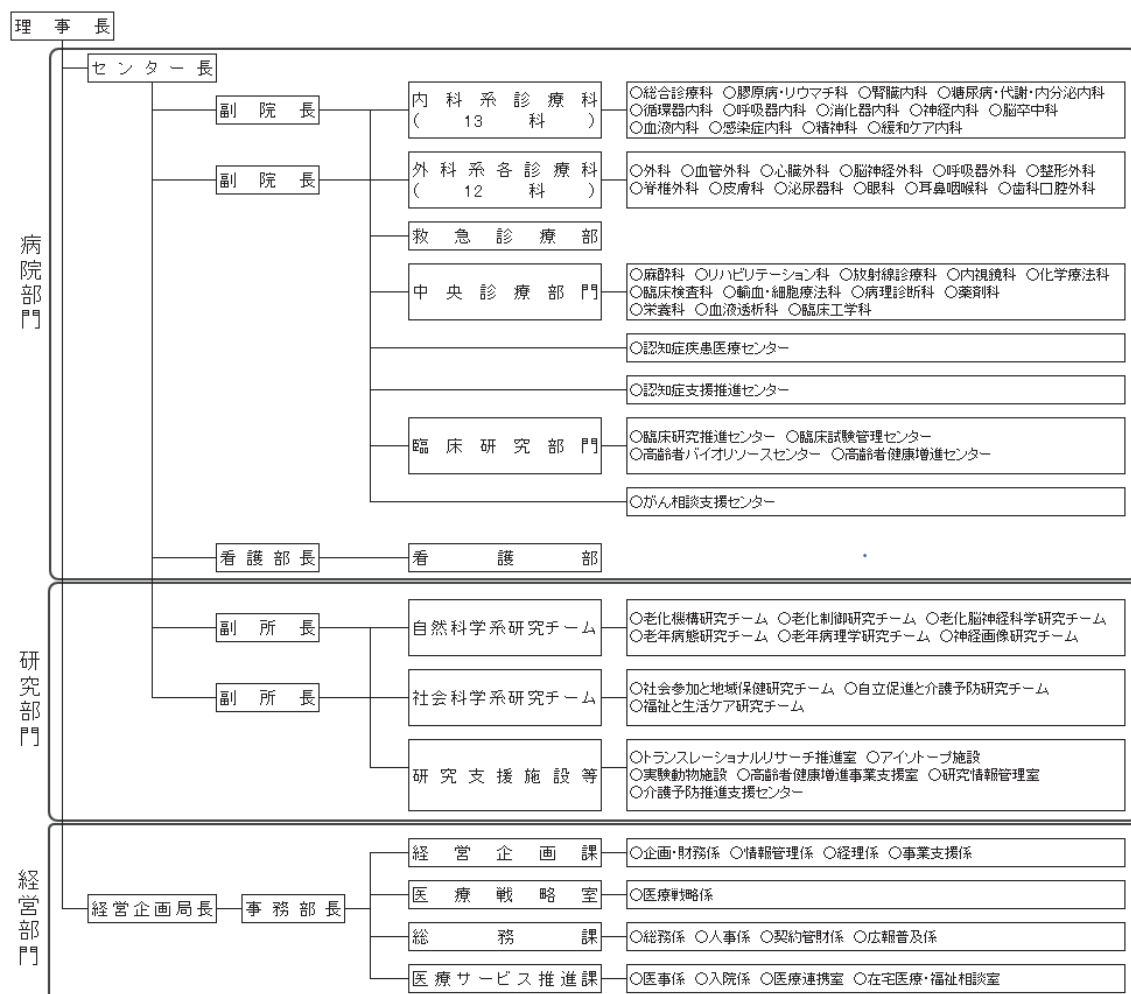 理事長
センター長
病院部門
副院長
内科系診療科
(13科)
○総合診療科 ○膠原病・リウマチ科 ○腎臓内科 ○糖尿病・代謝・内分泌内科
○循環器内科 ○呼吸器内科 ○消化器内科 ○神経内科 ○脳卒中科
○血液内科 ○感染症内科 ○精神科 ○緩和ケア内科
副院長
外科系各診療科
(12科)
○外科 ○血管外科 ○心臓外科 ○脳神経外科 ○呼吸器外科 ○整形外科
○脊椎外科 ○皮膚科 ○泌尿器科 ○眼科 ○耳鼻咽喉科 ○歯科口腔外科
救急診療部
中央診療部門
○麻酔科 ○リハビリテーション科 ○放射線診療科 ○内視鏡科 ○化学療法科
○臨床検査科 ○輸血・細胞療法科 ○病理診断科 ○薬剤科
○栄養科 ○血液透析科 ○臨床工学科
○認知症疾患医療センター
○認知症支援推進センター
臨床研究部門
○臨床研究推進センター ○臨床試験管理センター
○高齢者バイオリソースセンター ○高齢者健康増進センター
○がん相談支援センター
看護部長
看護部
研究部門
副所長
自然科学系研究チーム
○老化機構研究チーム ○老化制御研究チーム ○老化脳神経科学研究チーム
○老年病態研究チーム ○老年病理学研究チーム ○神経画像研究チーム
副所長
社会科学系研究チーム
○社会参加と地域保健研究チーム ○自立促進と介護予防研究チーム
○福祉と生活ケア研究チーム
研究支援施設等
○トランスレーショナルリサーチ推進室 ○アイソトープ施設
○実験動物施設 ○高齢者健康増進事業支援室 ○研究情報管理室
○介護予防推進支援センター
経営部門
経営企画局長
事務部長
経営企画課
○企画・財務係 ○情報管理係 ○経理係 ○事業支援係
医療戦略室
○医療戦略係
総務課
○総務係 ○人事係 ○契約管財係 ○広報普及係
医療サービス推進課
○医事係 ○入院係 ○医療連携室 ○在宅医療・福祉相談室